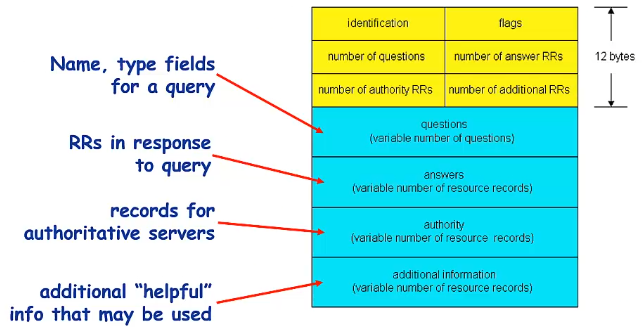 identification
flags
number of questions
number of answer RRs
12 bytes
number of authority RRs
number of additional RRs
Name, type fields
for a query
questions
(variable number of questions)
RRs in response
to query
answers
(variable number of resource records)
records for
authoritative servers
authority
(variable number of resource records)
additional "helpful"
info that may be used
additional information
(variable number of resource records)